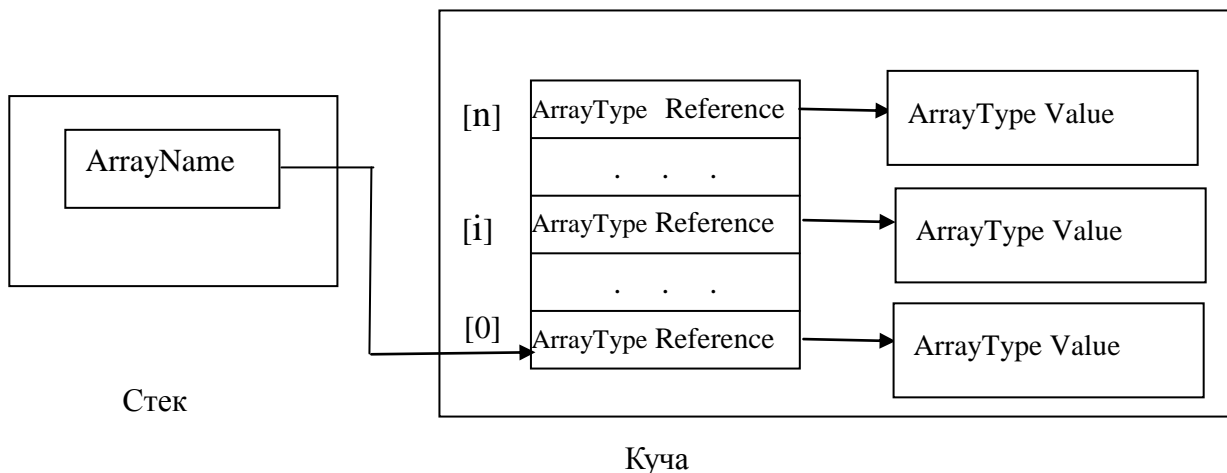 [n] ArrayType Reference ArrayType Value
ArrayName
. . .
[i] ArrayType Reference ArrayType Value
. . .
[0] ArrayType Reference ArrayType Value
Стек
Куча